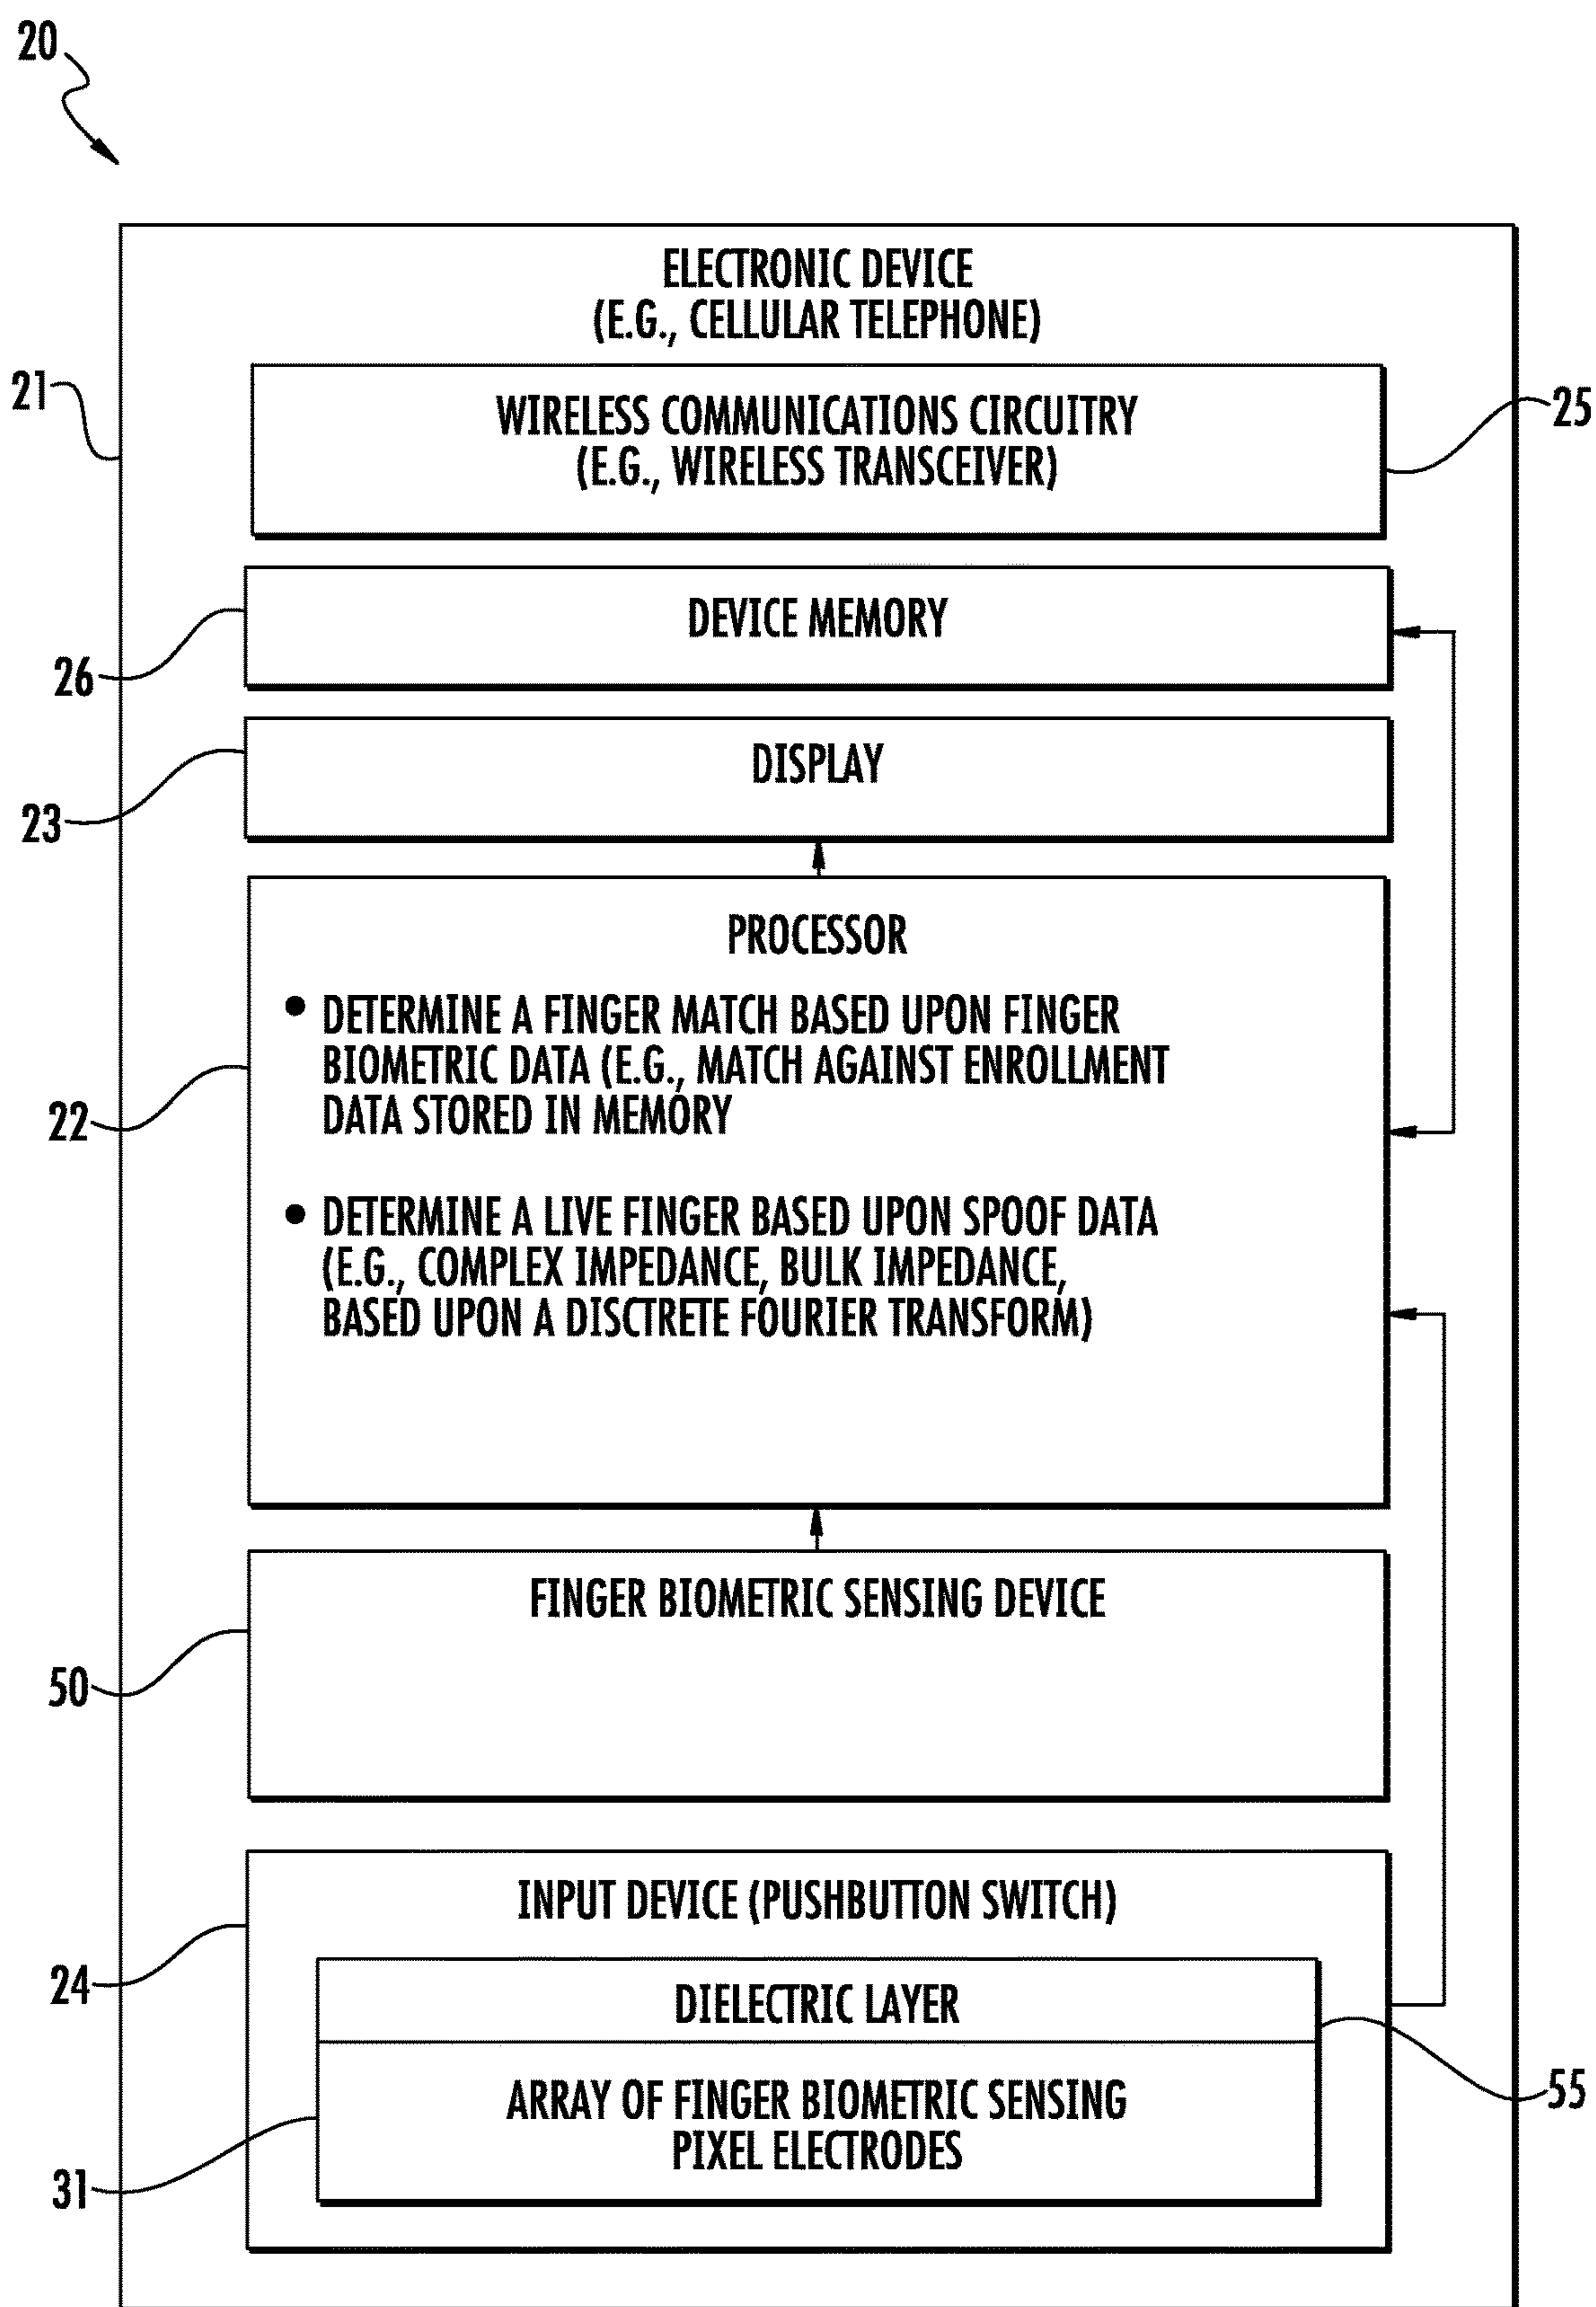 20
ELECTRONIC DEVICE
(E.G., CELLULAR TELEPHONE)
21
WIRELESS COMMUNICATIONS CIRCUITRY
(E.G., WIRELESS TRANSCEIVER)
25
DEVICE MEMORY
26
DISPLAY
23
PROCESSOR
• DETERMINE A FINGER MATCH BASED UPON FINGER
BIOMETRIC DATA (E.G., MATCH AGAINST ENROLLMENT
DATA STORED IN MEMORY
22
• DETERMINE A LIVE FINGER BASED UPON SPOOF DATA
(E.G., COMPLEX IMPEDANCE, BULK IMPEDANCE,
BASED UPON A DISCTRETE FOURIER TRANSFORM)
FINGER BIOMETRIC SENSING DEVICE
50
INPUT DEVICE (PUSHBUTTON SWITCH)
24
DIELECTRIC LAYER
55
ARRAY OF FINGER BIOMETRIC SENSING
PIXEL ELECTRODES
31